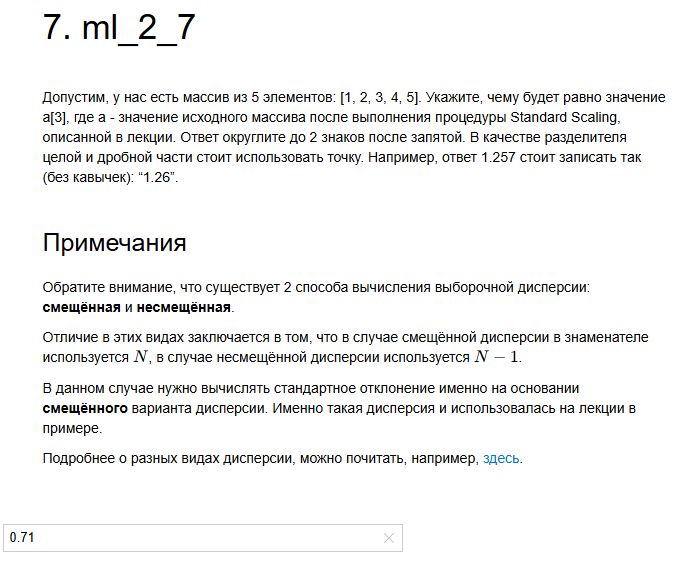 7. ml_2_7
Допустим, у нас есть массив из 5 элементов: [1, 2, 3, 4, 5]. Укажите, чему будет равно значение
a[3], где a - значение исходного массива после выполнения процедуры Standard Scaling,
описанной в лекции. Ответ округлите до 2 знаков после запятой. В качестве разделителя
целой и дробной части стоит использовать точку. Например, ответ 1.257 стоит записать так
(без кавычек): “1.26”.
Примечания
Обратите внимание, что существует 2 способа вычисления выборочной дисперсии:
смещённая и несмещённая.
Отличие в этих видах заключается в том, что в случае смещённой дисперсии в знаменателе
используется N, в случае несмещённой дисперсии используется N − 1.
В данном случае нужно вычислять стандартное отклонение именно на основании
смещённого варианта дисперсии. Именно такая дисперсия и использовалась на лекции в
примере.
Подробнее о разных видах дисперсии, можно почитать, например, здесь.
0.71